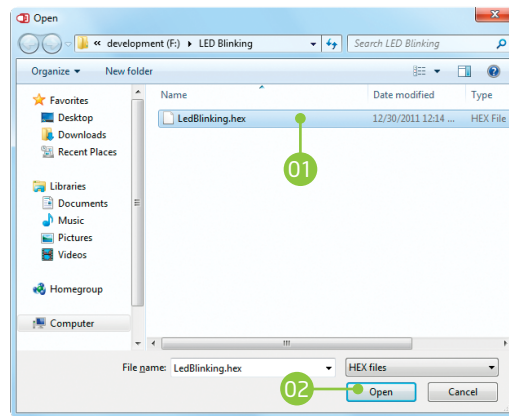 Open
« development (F:) ▸ LED Blinking
Search LED Blinking
Organize ▾ New folder
Name Date modified Type
Favorites
Desktop
Downloads
Recent Places
Libraries
Documents
Music
Pictures
Videos
Homegroup
Computer
LedBlinking.hex 12/30/2011 12:14 ... HEX File
01
File name: LedBlinking.hex HEX files
02
Open Cancel